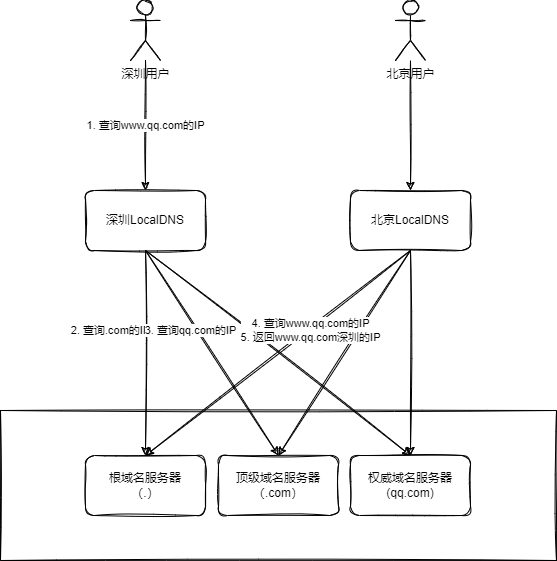 深圳用户
北京用户
1. 查询www.qq.com的IP
深圳LocalDNS
北京LocalDNS
2. 查询.com的II
3. 查询qq.com的IP
4. 查询www.qq.com的IP
5. 返回www.qq.com深圳的IP
根域名服务器
(.)
顶级域名服务器
(.com)
权威域名服务器
(qq.com)